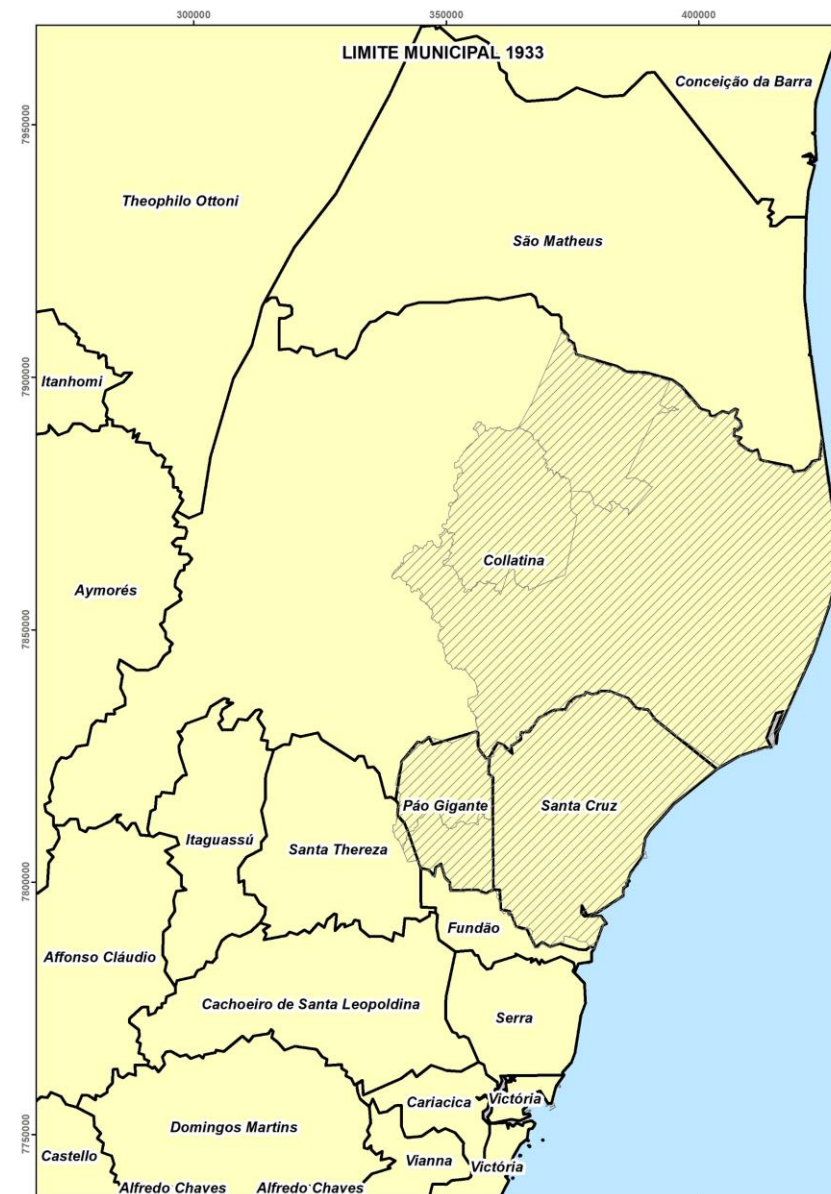 300000
350000
400000
LIMITE MUNICIPAL 1933
Conceição da Barra
7950000
Theophilo Ottoni
São Matheus
7900000
Itanhomi
Collatina
Aymorés
7850000
Páo Gigante
Santa Cruz
Itaguassú
Santa Thereza
7800000
Fundão
Affonso Cláudio
Cachoeiro de Santa Leopoldina
Serra
Cariacica
Victória
Domingos Martins
7750000
Castello
Vianna
Victória
Alfredo Chaves
Alfredo Chaves